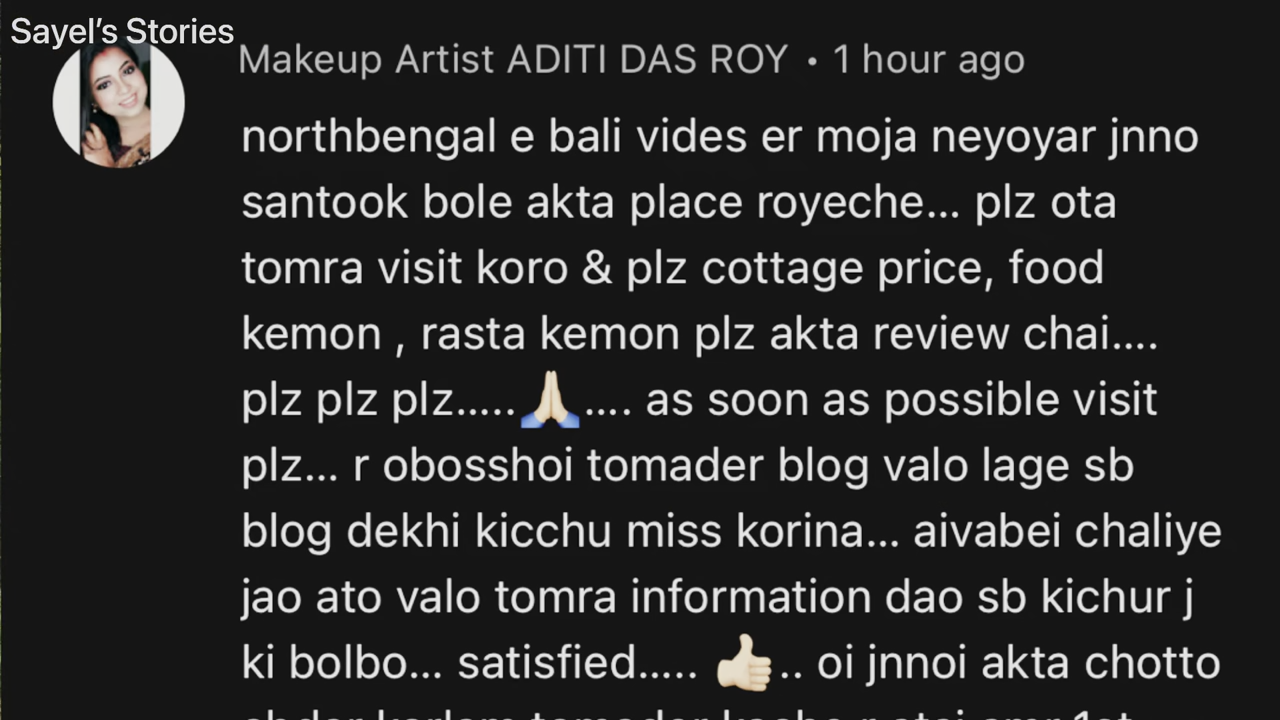 Sayel's Stories
Makeup Artist ADITI DAS ROY • 1 hour ago
northbengal e bali vides er moja neyoyar jnno
santook bole akta place royeche... plz ota
tomra visit koro & plz cottage price, food
kemon , rasta kemon plz akta review chai....
plz plz plz.....🙏🏻.... as soon as possible visit
plz... r obosshoi tomader blog valo lage sb
blog dekhi kicchu miss korina... aivabei chaliye
jao ato valo tomra information dao sb kichur j
ki bolbo... satisfied..... 👍🏻.. oi jnnoi akta chotto